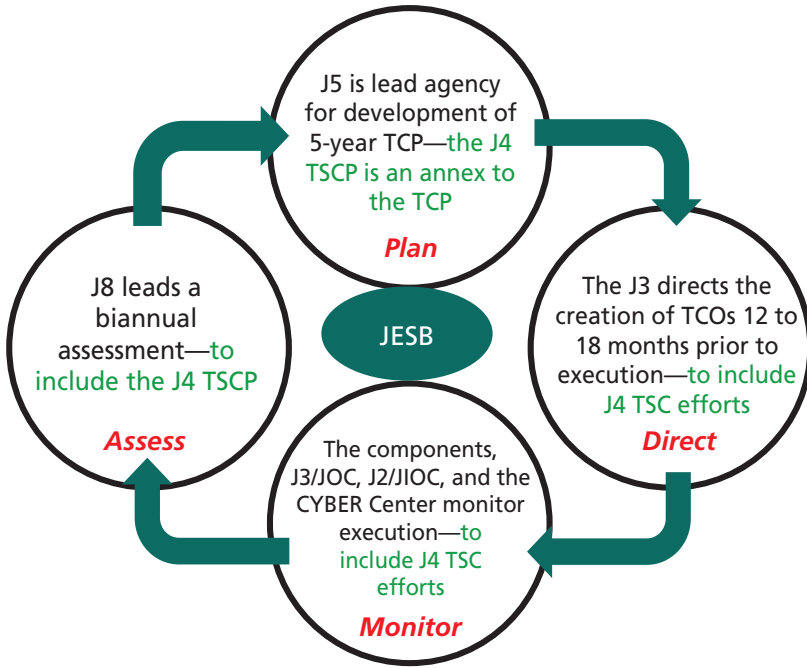 J5 is lead agency
for development of
5-year TCP—the J4
TSCP is an annex to
the TCP
Plan
The J3 directs the
creation of TCOs 12 to
18 months prior to
execution—to include
J4 TSC efforts
Direct
The components,
J3/JOC, J2/JIOC, and the
CYBER Center monitor
execution—to
include J4 TSC
efforts
Monitor
J8 leads a
biannual
assessment—to
include the J4 TSCP
Assess
JESB